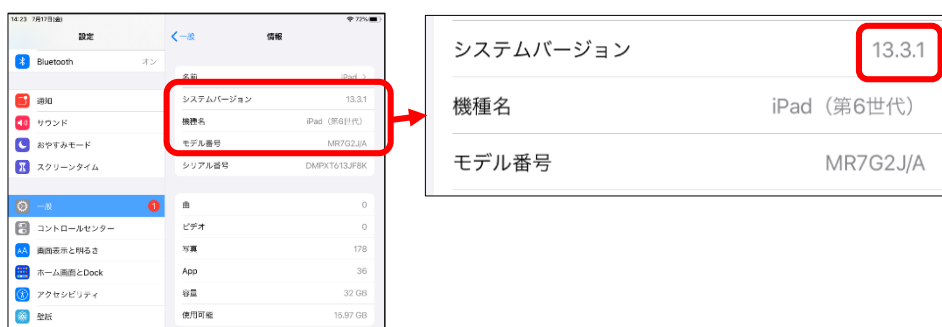 14:23 7月17日(金)
72%
設定
Bluetooth オン
通知
サウンド
おやすみモード
スクリーンタイム
一般 1
コントロールセンター
AA 画面表示と明るさ
ホーム画面とDock
アクセシビリティ
壁紙
一般 情報
名前 iPad
システムバージョン 13.3.1
機種名 iPad（第6世代）
モデル番号 MR7G2J/A
シリアル番号 DMPXT613JF8K
曲 0
ビデオ 0
写真 178
App 36
容量 32 GB
使用可能 15.97 GB
システムバージョン 13.3.1
機種名 iPad（第6世代）
モデル番号 MR7G2J/A